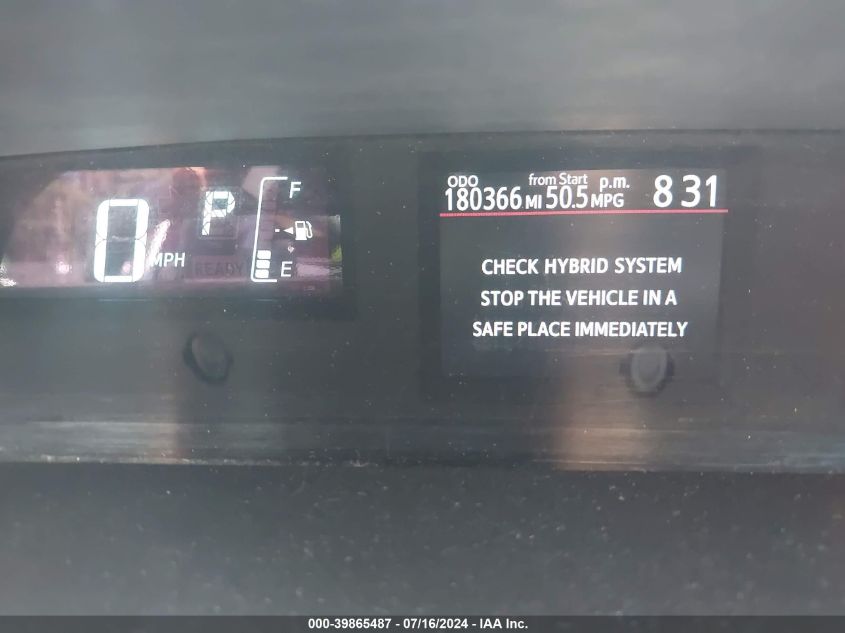 0 MPH
P
READY
F
E
ODO 180366 MI
from Start 50.5 MPG
p.m. 8 31
CHECK HYBRID SYSTEM
STOP THE VEHICLE IN A
SAFE PLACE IMMEDIATELY
000-39865487 - 07/16/2024 - IAA Inc.